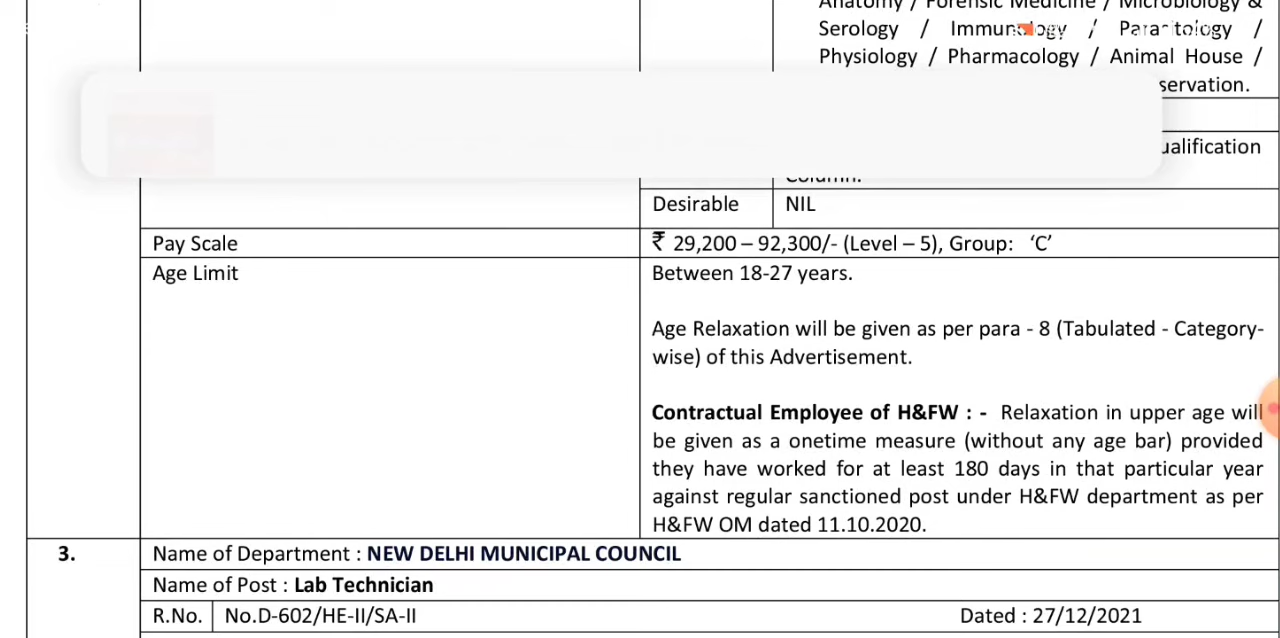 Anatomy / Forensic Medicine / Microbiology &
Serology / Immunology / Parasitology /
Physiology / Pharmacology / Animal House /
servation.
ualification
Column.
Desirable NIL
Pay Scale ₹ 29,200 – 92,300/- (Level – 5), Group: ‘C’
Age Limit Between 18-27 years.
Age Relaxation will be given as per para - 8 (Tabulated - Category-
wise) of this Advertisement.
Contractual Employee of H&FW : - Relaxation in upper age will
be given as a onetime measure (without any age bar) provided
they have worked for at least 180 days in that particular year
against regular sanctioned post under H&FW department as per
H&FW OM dated 11.10.2020.
3. Name of Department : NEW DELHI MUNICIPAL COUNCIL
Name of Post : Lab Technician
R.No. No.D-602/HE-II/SA-II Dated : 27/12/2021